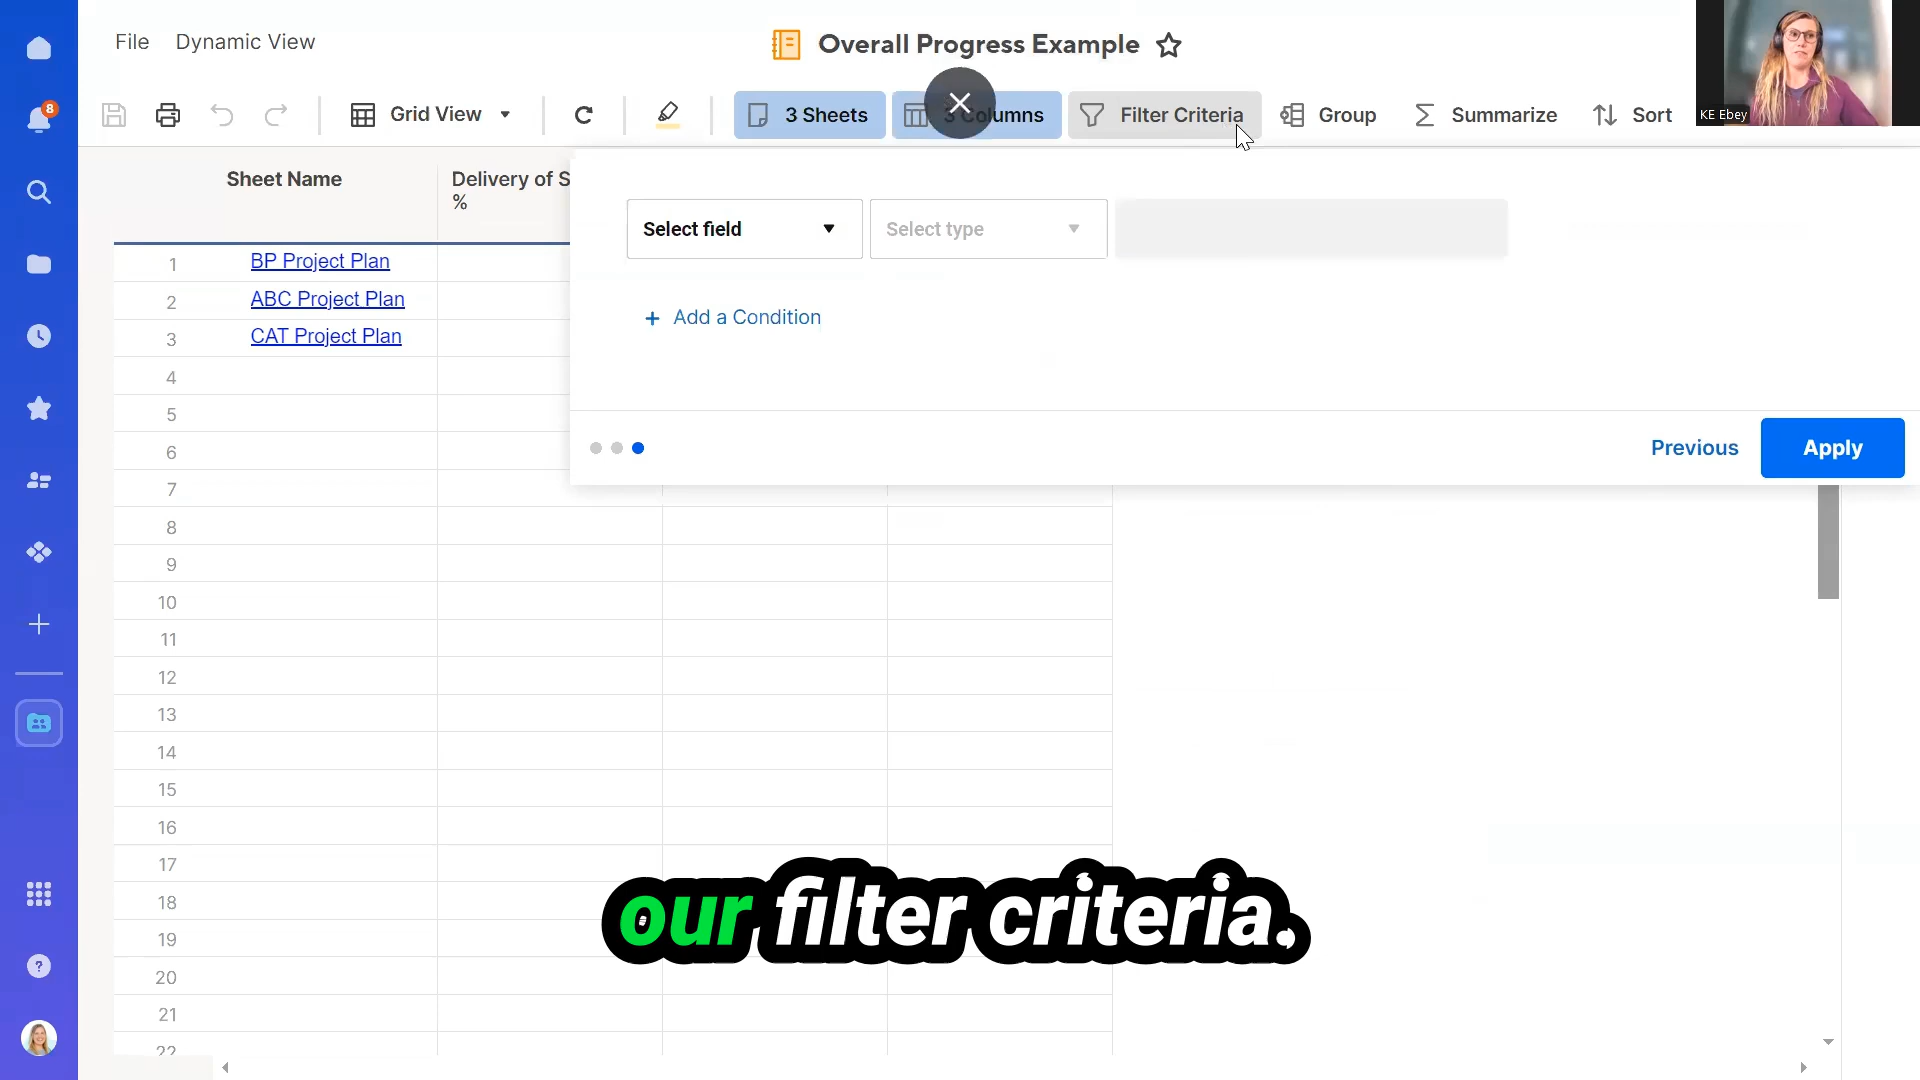 File Dynamic View
Overall Progress Example
8
Grid View
3 Sheets
3 Columns
Filter Criteria
Group
Summarize
Sort
KE Ebey
Sheet Name
Delivery of S
%
Select field
Select type
1 BP Project Plan
2 ABC Project Plan
3 CAT Project Plan
+ Add a Condition
4
5
6
Previous
Apply
7
8
9
10
11
12
13
14
15
16
17
18
our filter criteria.
19
20
21
22